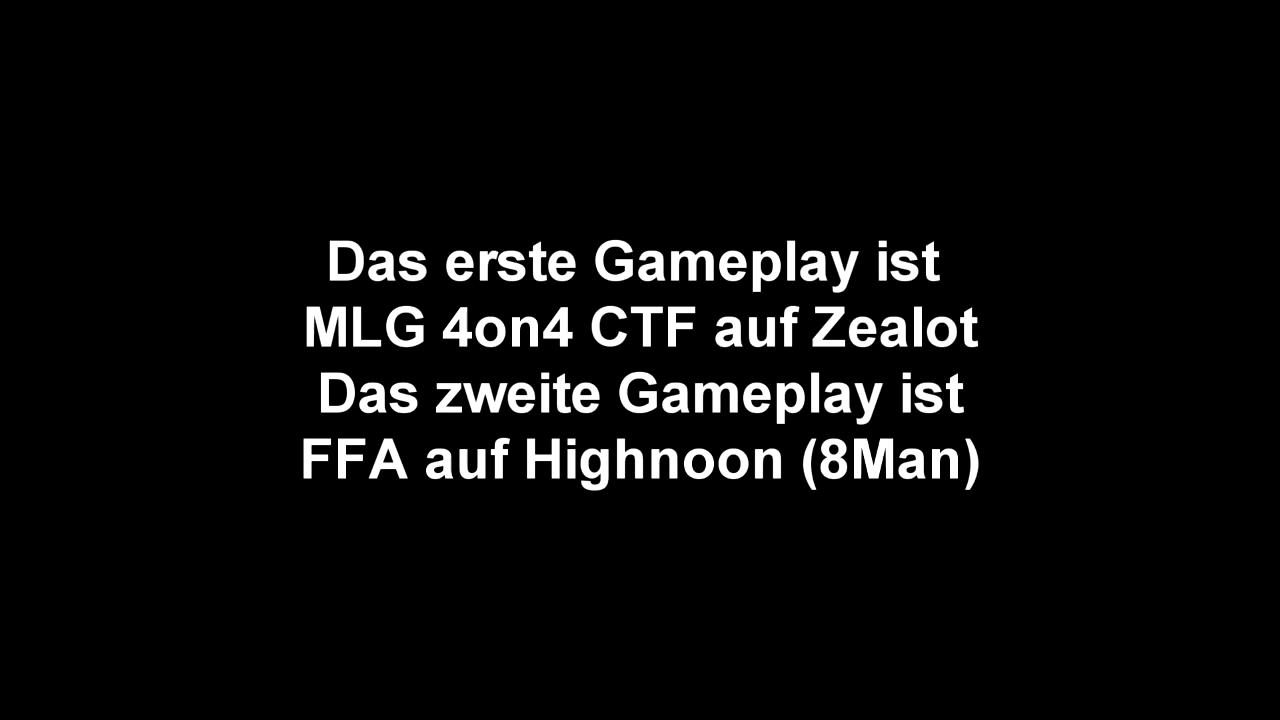 Das erste Gameplay ist
MLG 4on4 CTF auf Zealot
Das zweite Gameplay ist
FFA auf Highnoon (8Man)